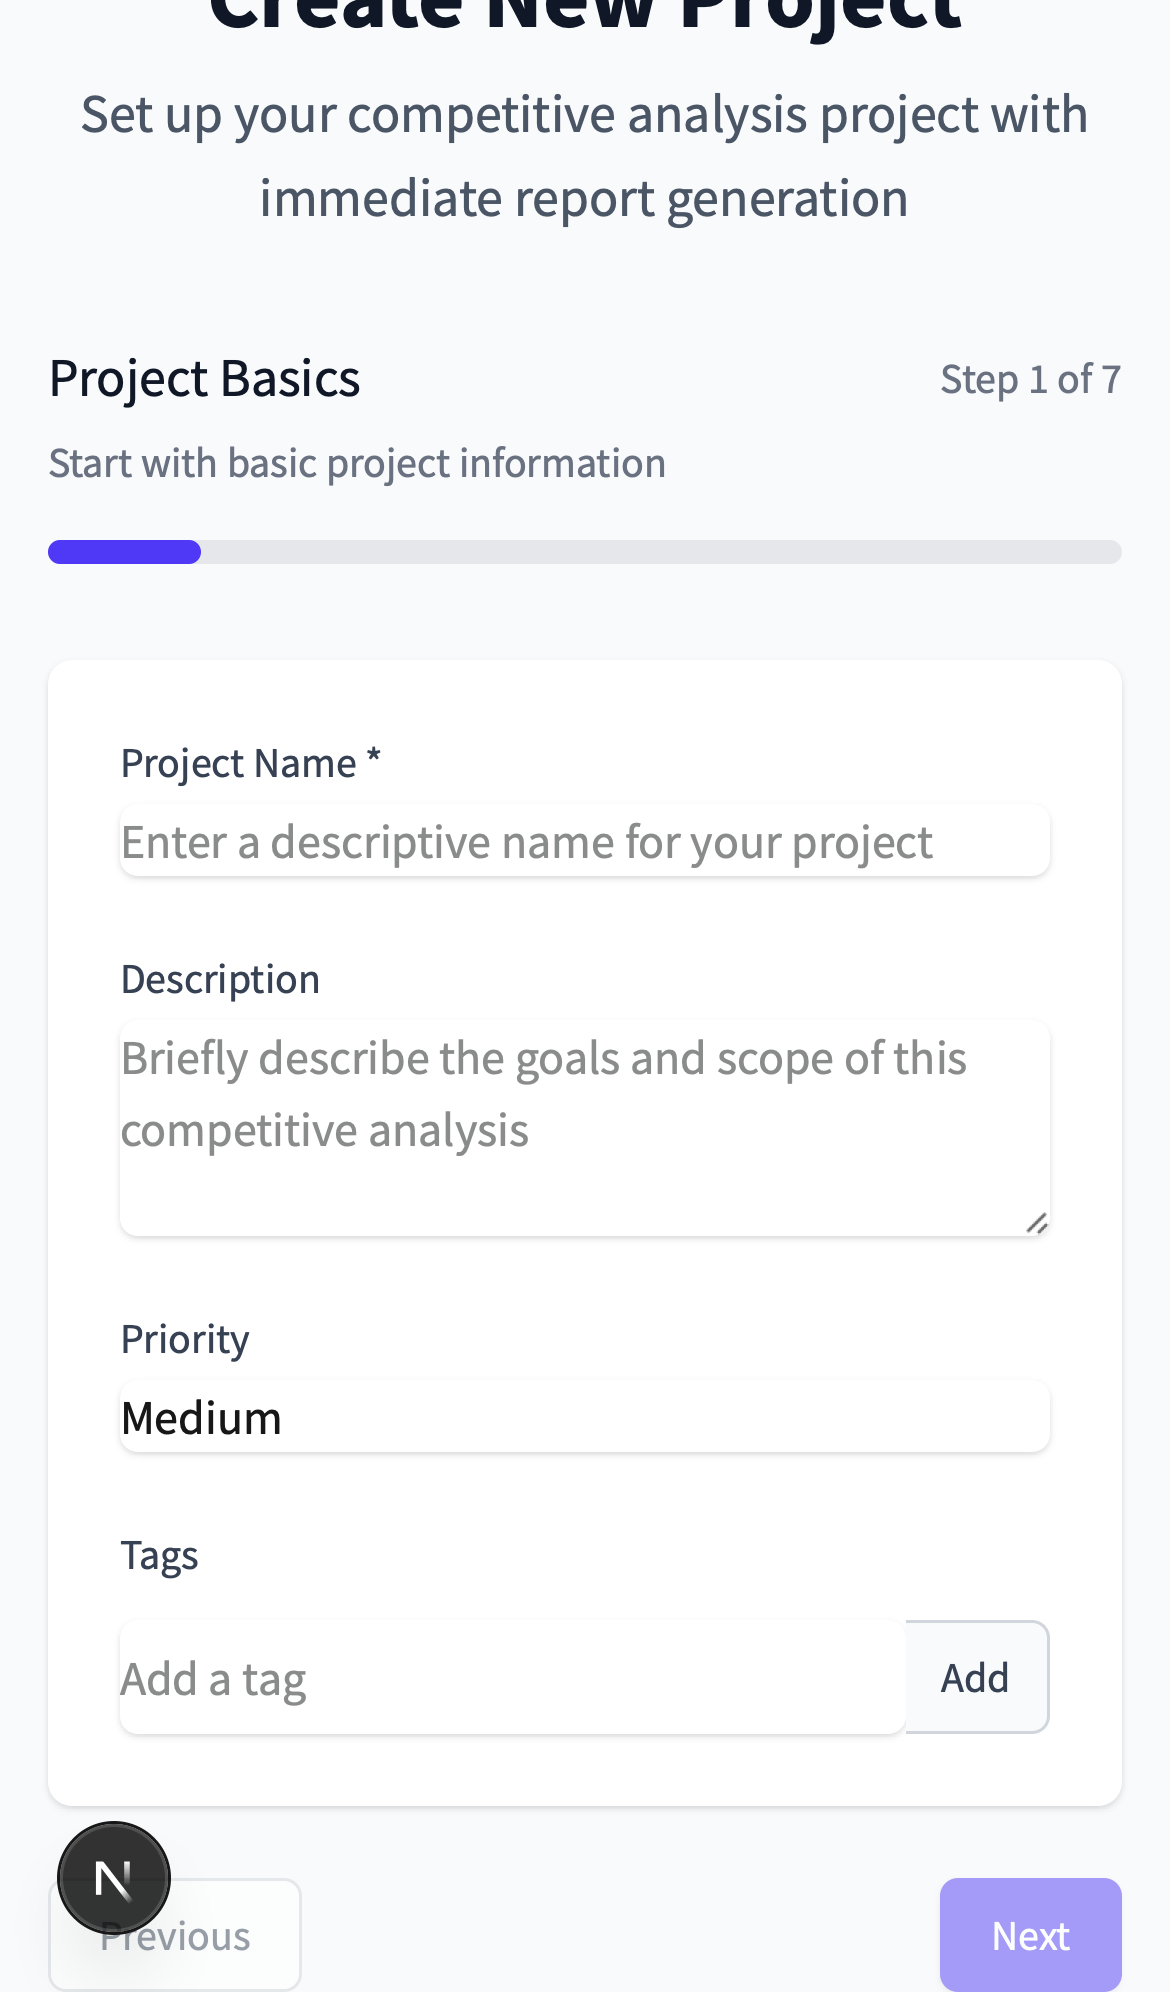 Create New Project
Set up your competitive analysis project with
immediate report generation
Project Basics
Step 1 of 7
Start with basic project information
Project Name *
Enter a descriptive name for your project
Description
Briefly describe the goals and scope of this
competitive analysis
Priority
Medium
Tags
Add a tag
Add
N
Previous
Next